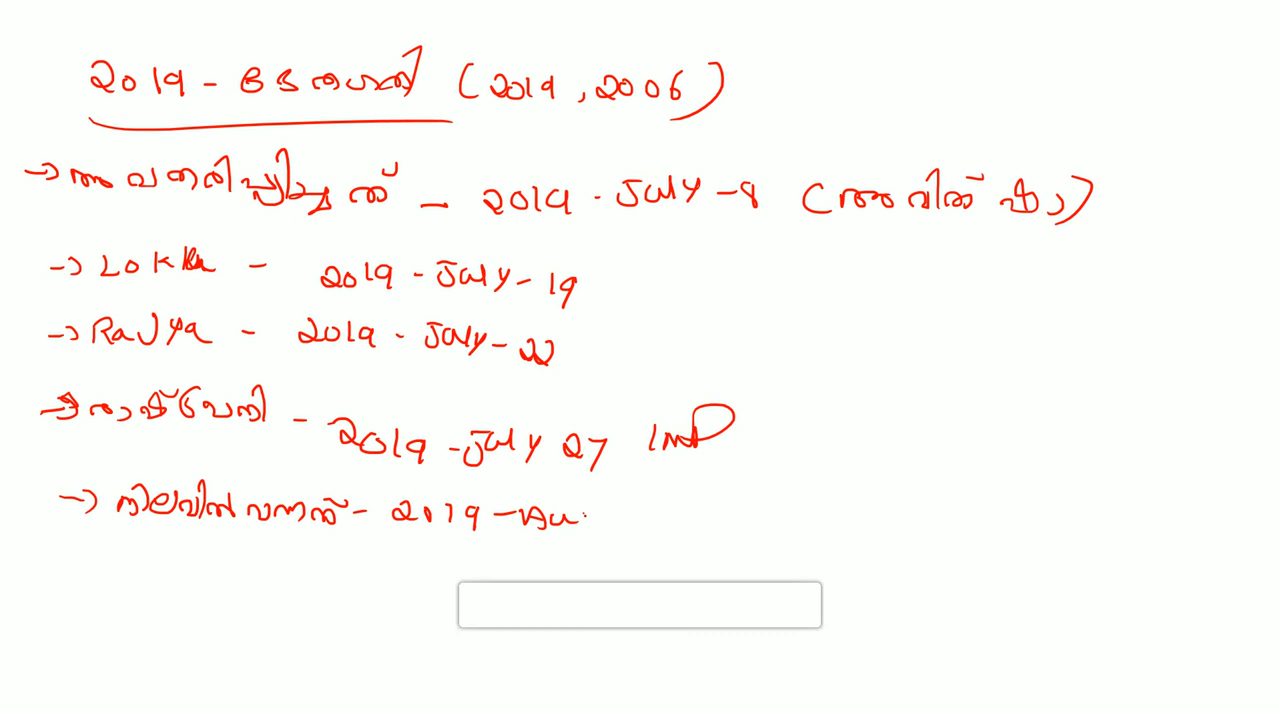 2019 - ഭേദഗതി (2019, 2006)
→ അവതരിപ്പിച്ചത് - 2019 - July - 8 (അമിത് ഷാ)
→ LOK - 2019 - July - 19
→ RaJya - 2019 - July - 22
→ രാഷ്ട്രപതി - 2019 - July 27 ImP
→ നിലവിൽ വന്നത് - 2019 - Au